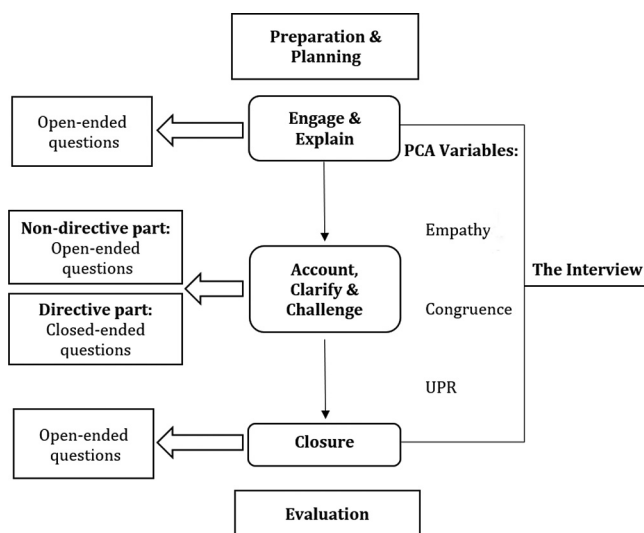 Preparation &
Planning
Open-ended
questions
Engage &
Explain
PCA Variables:
Non-directive part:
Open-ended
questions
Directive part:
Closed-ended
questions
Account,
Clarify &
Challenge
Empathy
Congruence
UPR
The Interview
Open-ended
questions
Closure
Evaluation